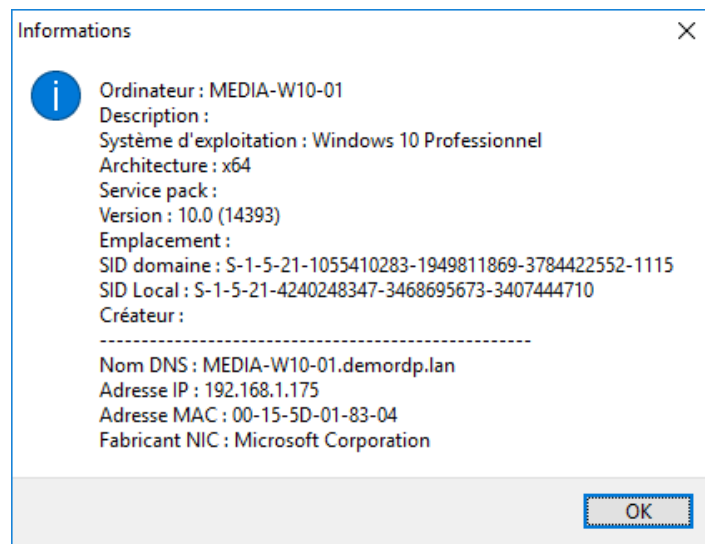 Informations
Ordinateur : MEDIA-W10-01
Description :
Système d'exploitation : Windows 10 Professionnel
Architecture : x64
Service pack :
Version : 10.0 (14393)
Emplacement :
SID domaine : S-1-5-21-1055410283-1949811869-3784422552-1115
SID Local : S-1-5-21-4240248347-3468695673-3407444710
Créateur :
----------------------------------------------------
Nom DNS : MEDIA-W10-01.demordp.lan
Adresse IP : 192.168.1.175
Adresse MAC : 00-15-5D-01-83-04
Fabricant NIC : Microsoft Corporation
OK